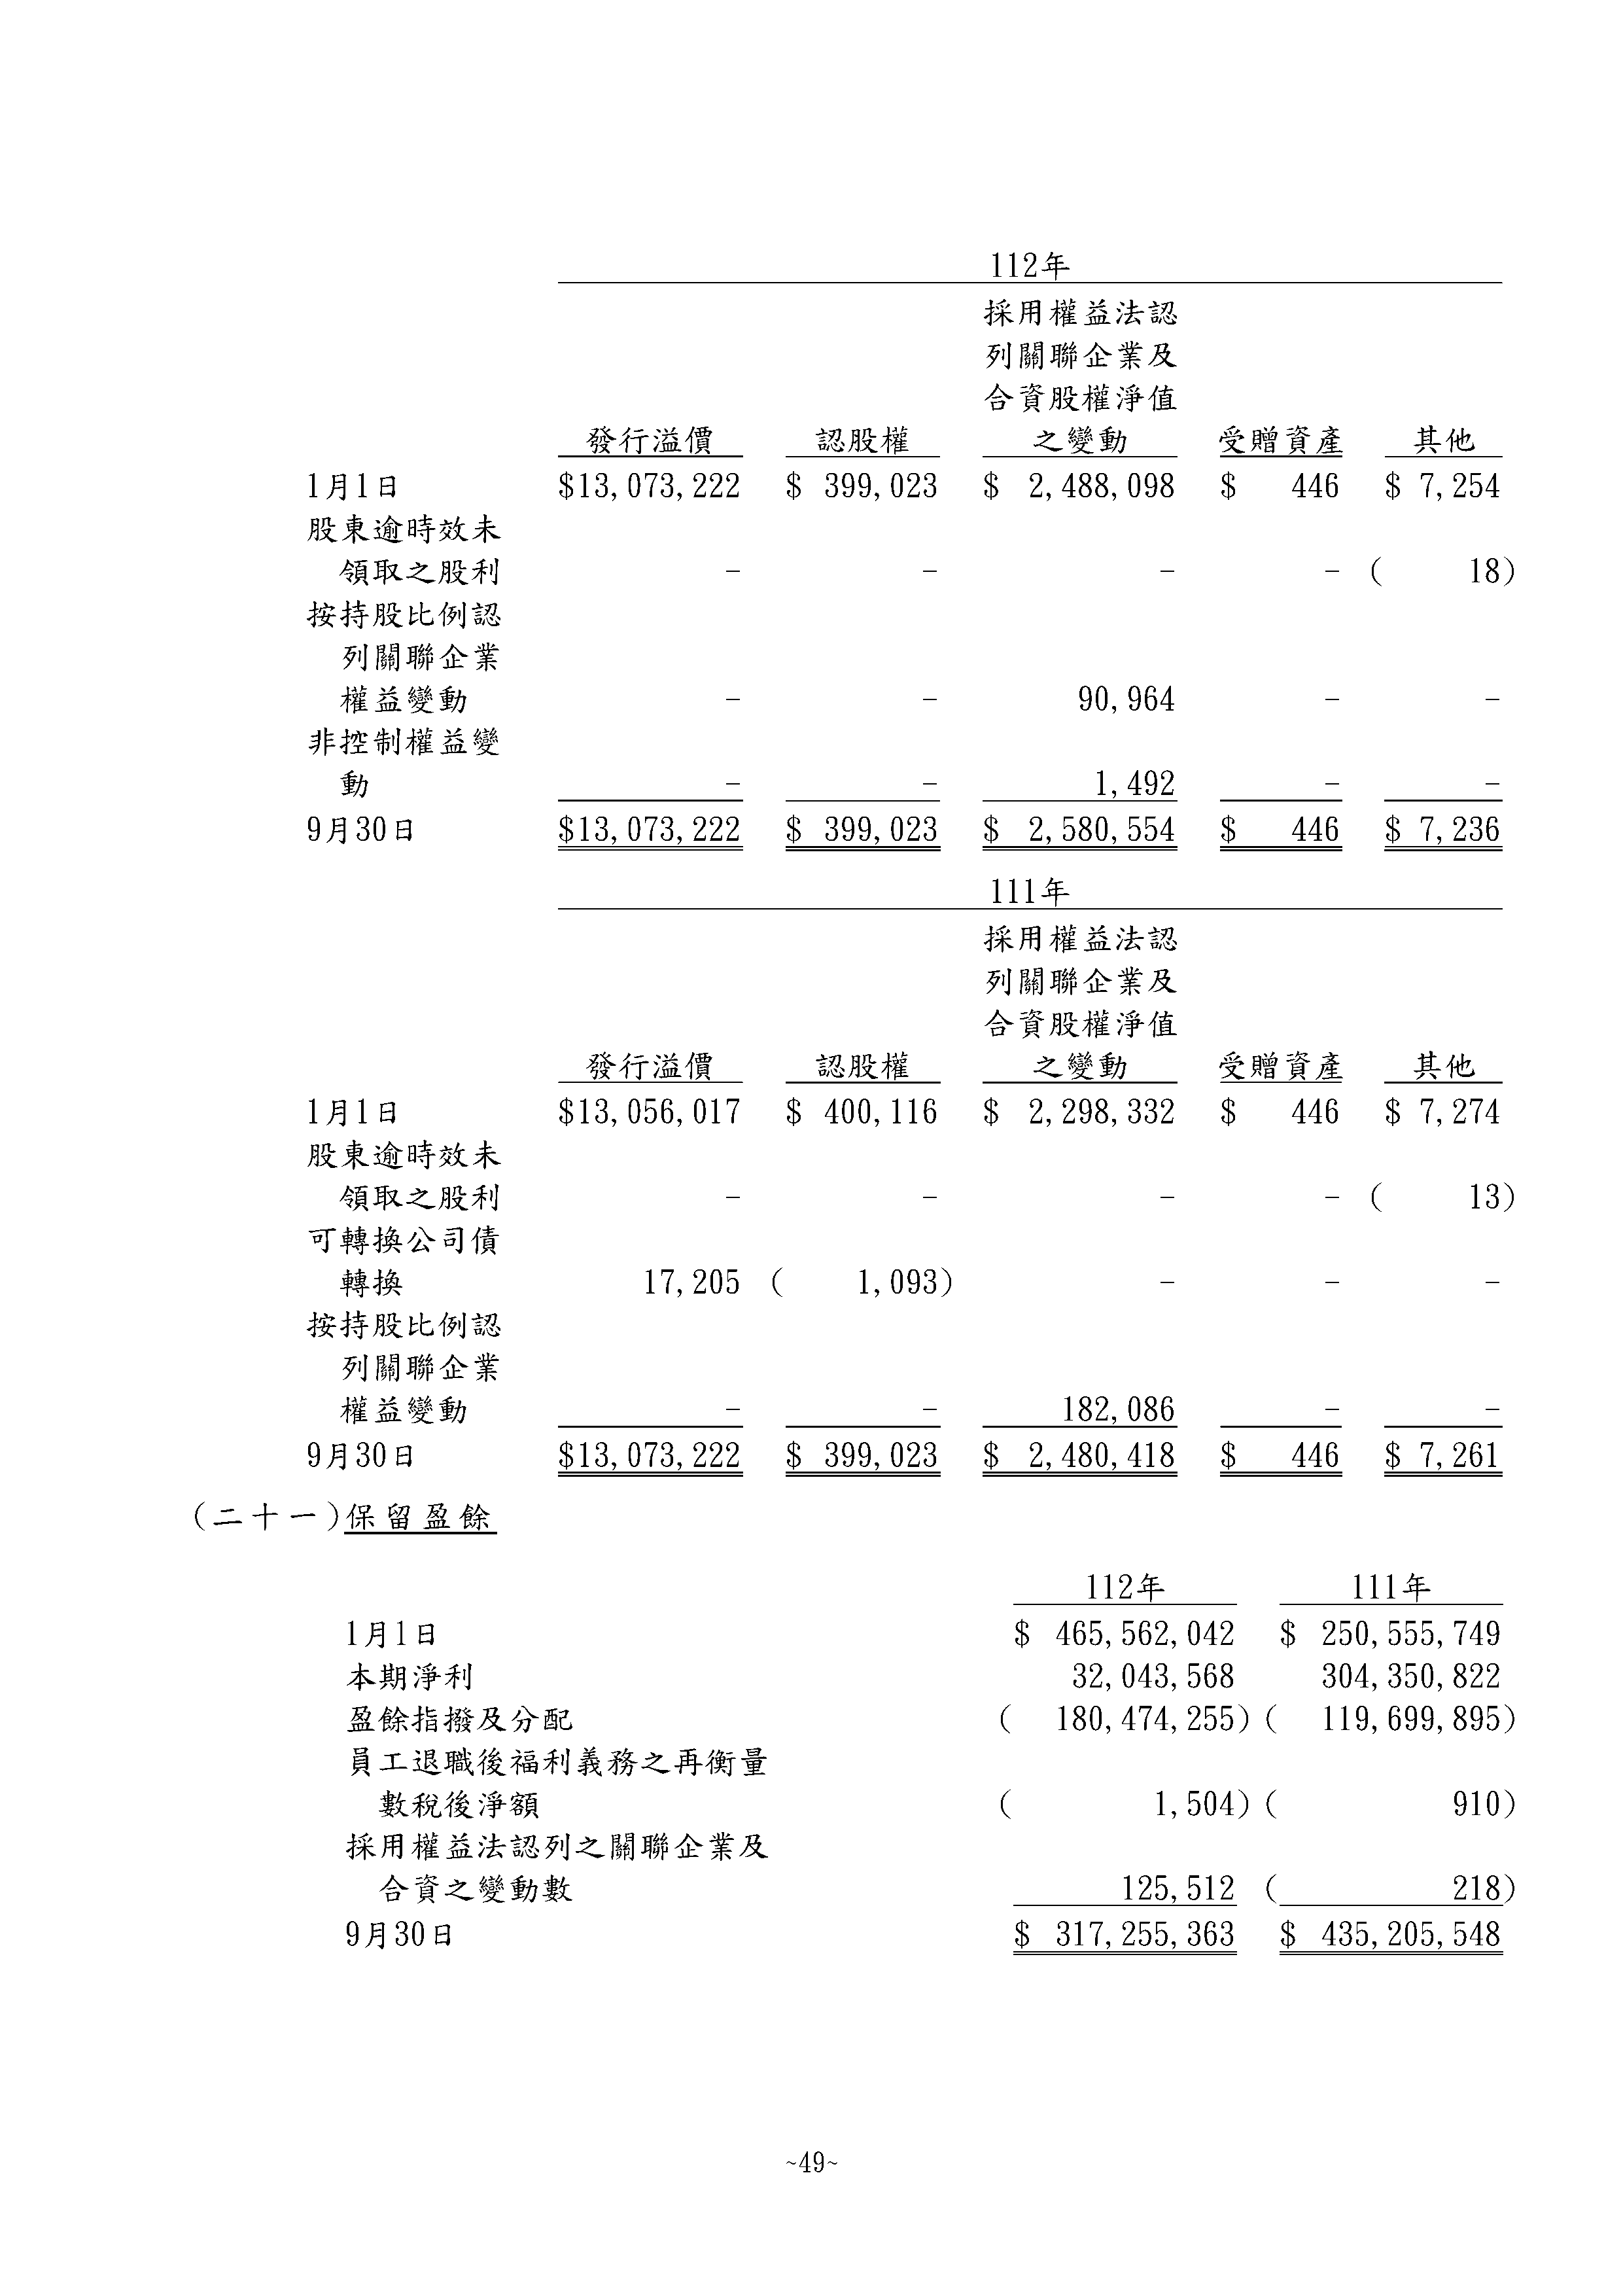 112年
採用權益法認
列關聯企業及
合資股權淨值
發行溢價 認股權 之變動 受贈資產 其他
1月1日 $13,073,222 $ 399,023 $ 2,488,098 $ 446 $ 7,254
股東逾時效未
領取之股利 - - - - ( 18)
按持股比例認
列關聯企業
權益變動 - - 90,964 - -
非控制權益變
動 - - 1,492 - -
9月30日 $13,073,222 $ 399,023 $ 2,580,554 $ 446 $ 7,236
111年
採用權益法認
列關聯企業及
合資股權淨值
發行溢價 認股權 之變動 受贈資產 其他
1月1日 $13,056,017 $ 400,116 $ 2,298,332 $ 446 $ 7,274
股東逾時效未
領取之股利 - - - - ( 13)
可轉換公司債
轉換 17,205 ( 1,093) - - -
按持股比例認
列關聯企業
權益變動 - - 182,086 - -
9月30日 $13,073,222 $ 399,023 $ 2,480,418 $ 446 $ 7,261
(二十一)保留盈餘
112年 111年
1月1日 $ 465,562,042 $ 250,555,749
本期淨利 32,043,568 304,350,822
盈餘指撥及分配 ( 180,474,255) ( 119,699,895)
員工退職後福利義務之再衡量
數稅後淨額 ( 1,504) ( 910)
採用權益法認列之關聯企業及
合資之變動數 125,512 ( 218)
9月30日 $ 317,255,363 $ 435,205,548
~49~